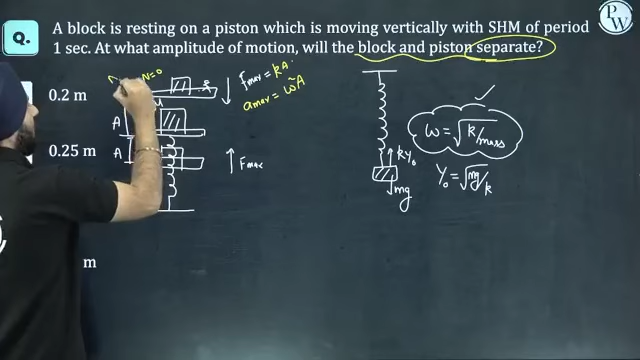 Q.
A block is resting on a piston which is moving vertically with SHM of period
1 sec. At what amplitude of motion, will the block and piston separate?
PW
N=0
Fmax = kA
amax = ω²A
0.2 m
A
A
0.25 m
Fmax
m
kY₀
mg
ω = √k/mass
Y₀ = √mg/k